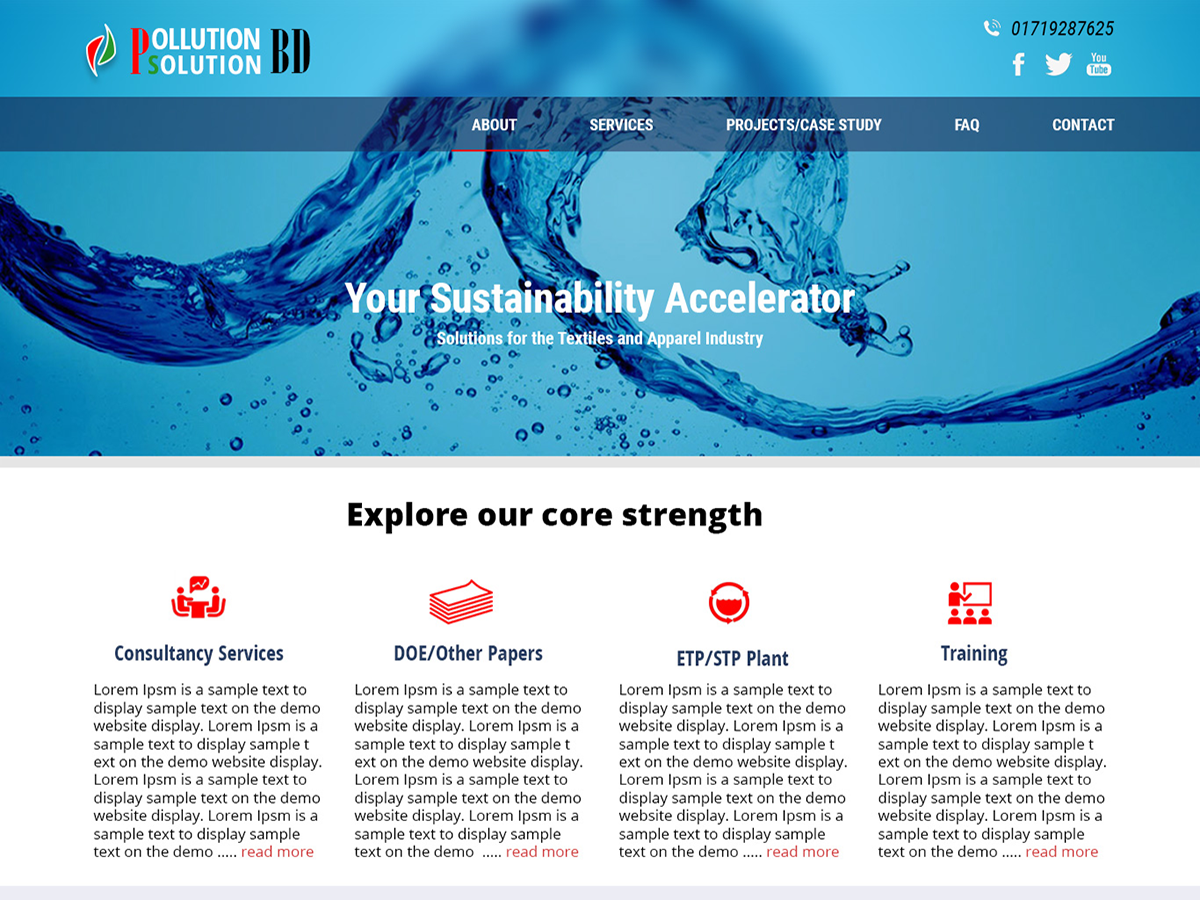 POLLUTION
SOLUTION BD
01719287625
You
Tube
ABOUT SERVICES PROJECTS/CASE STUDY FAQ CONTACT
Your Sustainability Accelerator
Solutions for the Textiles and Apparel Industry
Explore our core strength
Consultancy Services
Lorem Ipsm is a sample text to
display sample text on the demo
website display. Lorem Ipsm is a
sample text to display sample t
ext on the demo website display.
Lorem Ipsm is a sample text to
display sample text on the demo
website display. Lorem Ipsm is a
sample text to display sample
text on the demo ..... read more
DOE/Other Papers
Lorem Ipsm is a sample text to
display sample text on the demo
website display. Lorem Ipsm is a
sample text to display sample t
ext on the demo website display.
Lorem Ipsm is a sample text to
display sample text on the demo
website display. Lorem Ipsm is a
sample text to display sample
text on the demo ..... read more
ETP/STP Plant
Lorem Ipsm is a sample text to
display sample text on the demo
website display. Lorem Ipsm is a
sample text to display sample t
ext on the demo website display.
Lorem Ipsm is a sample text to
display sample text on the demo
website display. Lorem Ipsm is a
sample text to display sample
text on the demo ..... read more
Training
Lorem Ipsm is a sample text to
display sample text on the demo
website display. Lorem Ipsm is a
sample text to display sample t
ext on the demo website display.
Lorem Ipsm is a sample text to
display sample text on the demo
website display. Lorem Ipsm is a
sample text to display sample
text on the demo ..... read more